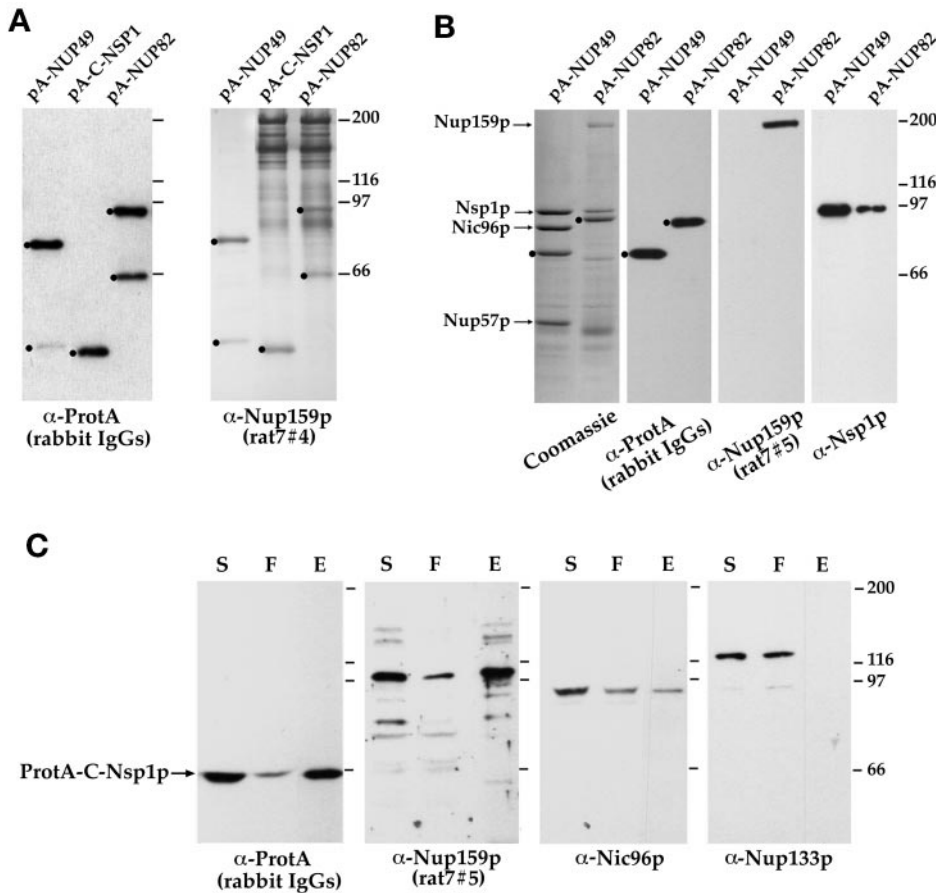 A
pA-NUP49
pA-C-NSP1
pA-NUP82
pA-NUP49
pA-C-NSP1
pA-NUP82
200
116
97
66
α-ProtA
(rabbit IgGs)
α-Nup159p
(rat7#4)
B
pA-NUP49
pA-NUP82
pA-NUP49
pA-NUP82
pA-NUP49
pA-NUP82
pA-NUP49
pA-NUP82
Nup159p
Nsp1p
Nic96p
Nup57p
200
116
97
66
Coomassie
α-ProtA
(rabbit IgGs)
α-Nup159p
(rat7#5)
α-Nsp1p
C
S F E S F E S F E S F E
200
116
97
66
ProtA-C-Nsp1p
α-ProtA
(rabbit IgGs)
α-Nup159p
(rat7#5)
α-Nic96p
α-Nup133p